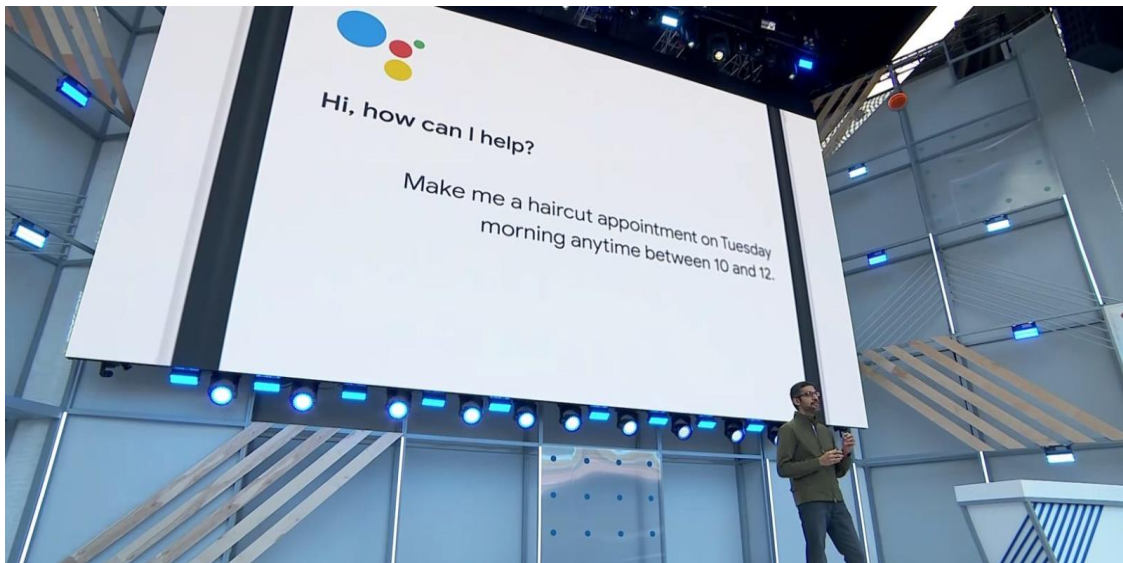 Hi, how can I help?
Make me a haircut appointment on Tuesday
morning anytime between 10 and 12.